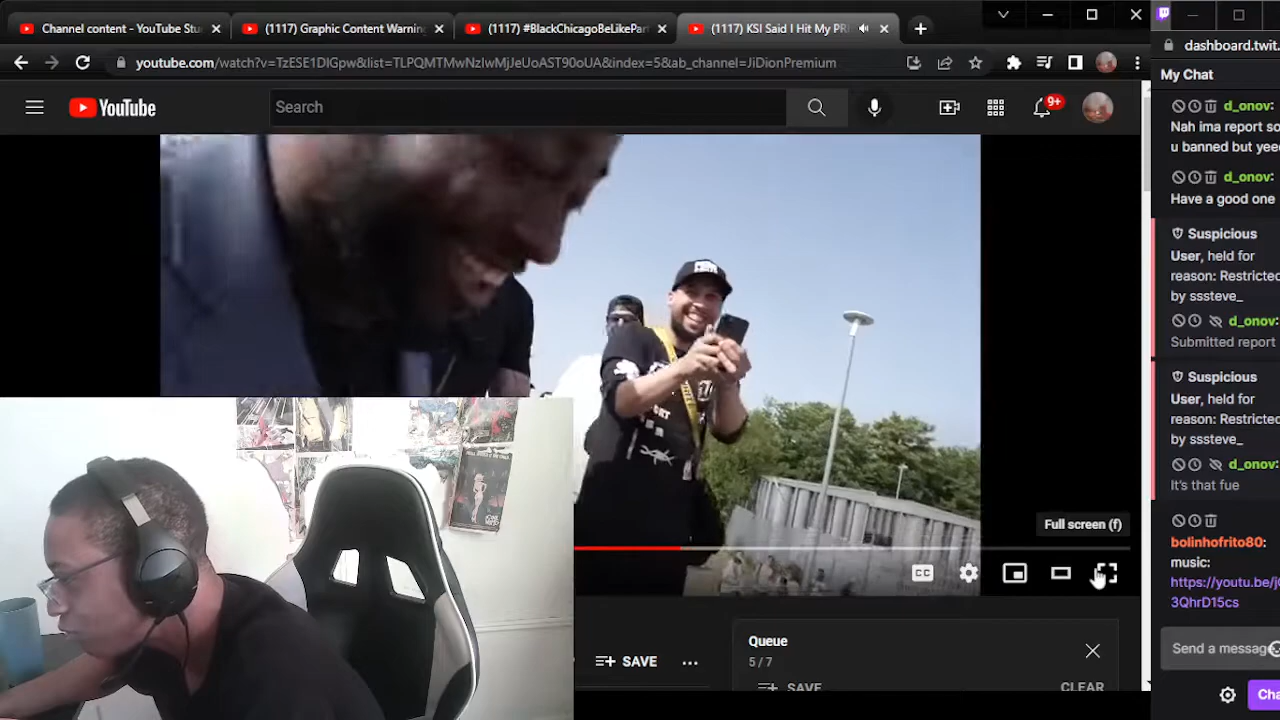 Channel content - YouTube Stu
(1117) Graphic Content Warnin
(1117) #BlackChicagoBeLikePar
(1117) KSI Said I Hit My PR
youtube.com/watch?v=TzESE1DIGpw&list=TLPQMTMwNzIwMjJeUoAST90oUA&index=5&ab_channel=JiDionPremium
YouTube
Search
9+
Full screen (f)
CC
SAVE
Queue
5 / 7
SAVE
CLEAR
dashboard.twit
My Chat
d_onov:
Nah ima report so
u banned but yee
d_onov:
Have a good one
Suspicious
User, held for
reason: Restricted
by sssteve_
d_onov:
Submitted report
Suspicious
User, held for
reason: Restricted
by sssteve_
d_onov:
It's that fue
bolinhofrito80:
music:
https://youtu.be/j
3QhrD15cs
Send a message
Cha